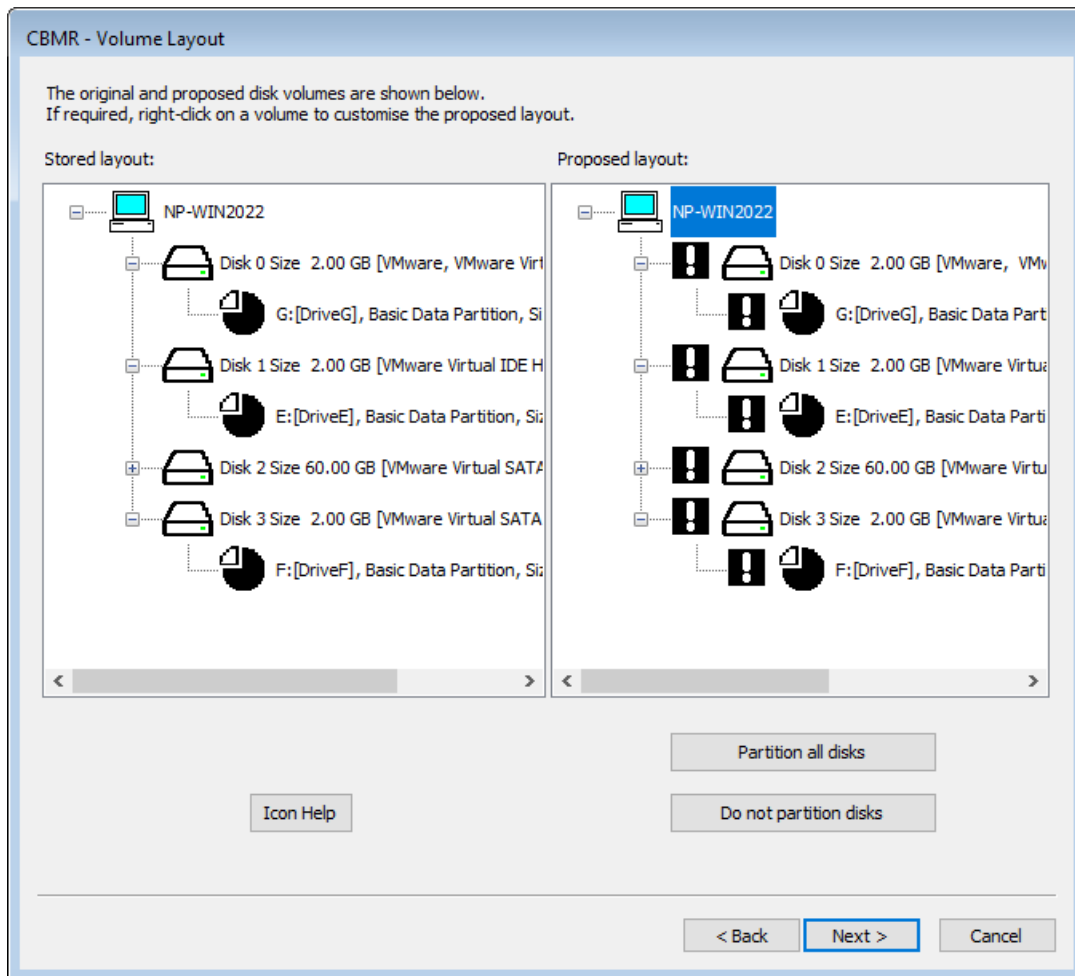 CBMR - Volume Layout
The original and proposed disk volumes are shown below.
If required, right-click on a volume to customise the proposed layout.
Stored layout:
Proposed layout:
NP-WIN2022
Disk 0 Size 2.00 GB [VMware, VMware Virt
G:[DriveG], Basic Data Partition, Si
Disk 1 Size 2.00 GB [VMware Virtual IDE H
E:[DriveE], Basic Data Partition, Siz
Disk 2 Size 60.00 GB [VMware Virtual SATA
Disk 3 Size 2.00 GB [VMware Virtual SATA
F:[DriveF], Basic Data Partition, Siz
NP-WIN2022
Disk 0 Size 2.00 GB [VMware, VMw
G:[DriveG], Basic Data Part
Disk 1 Size 2.00 GB [VMware Virtua
E:[DriveE], Basic Data Parti
Disk 2 Size 60.00 GB [VMware Virtu
Disk 3 Size 2.00 GB [VMware Virtua
F:[DriveF], Basic Data Parti
Partition all disks
Icon Help
Do not partition disks
< Back
Next >
Cancel